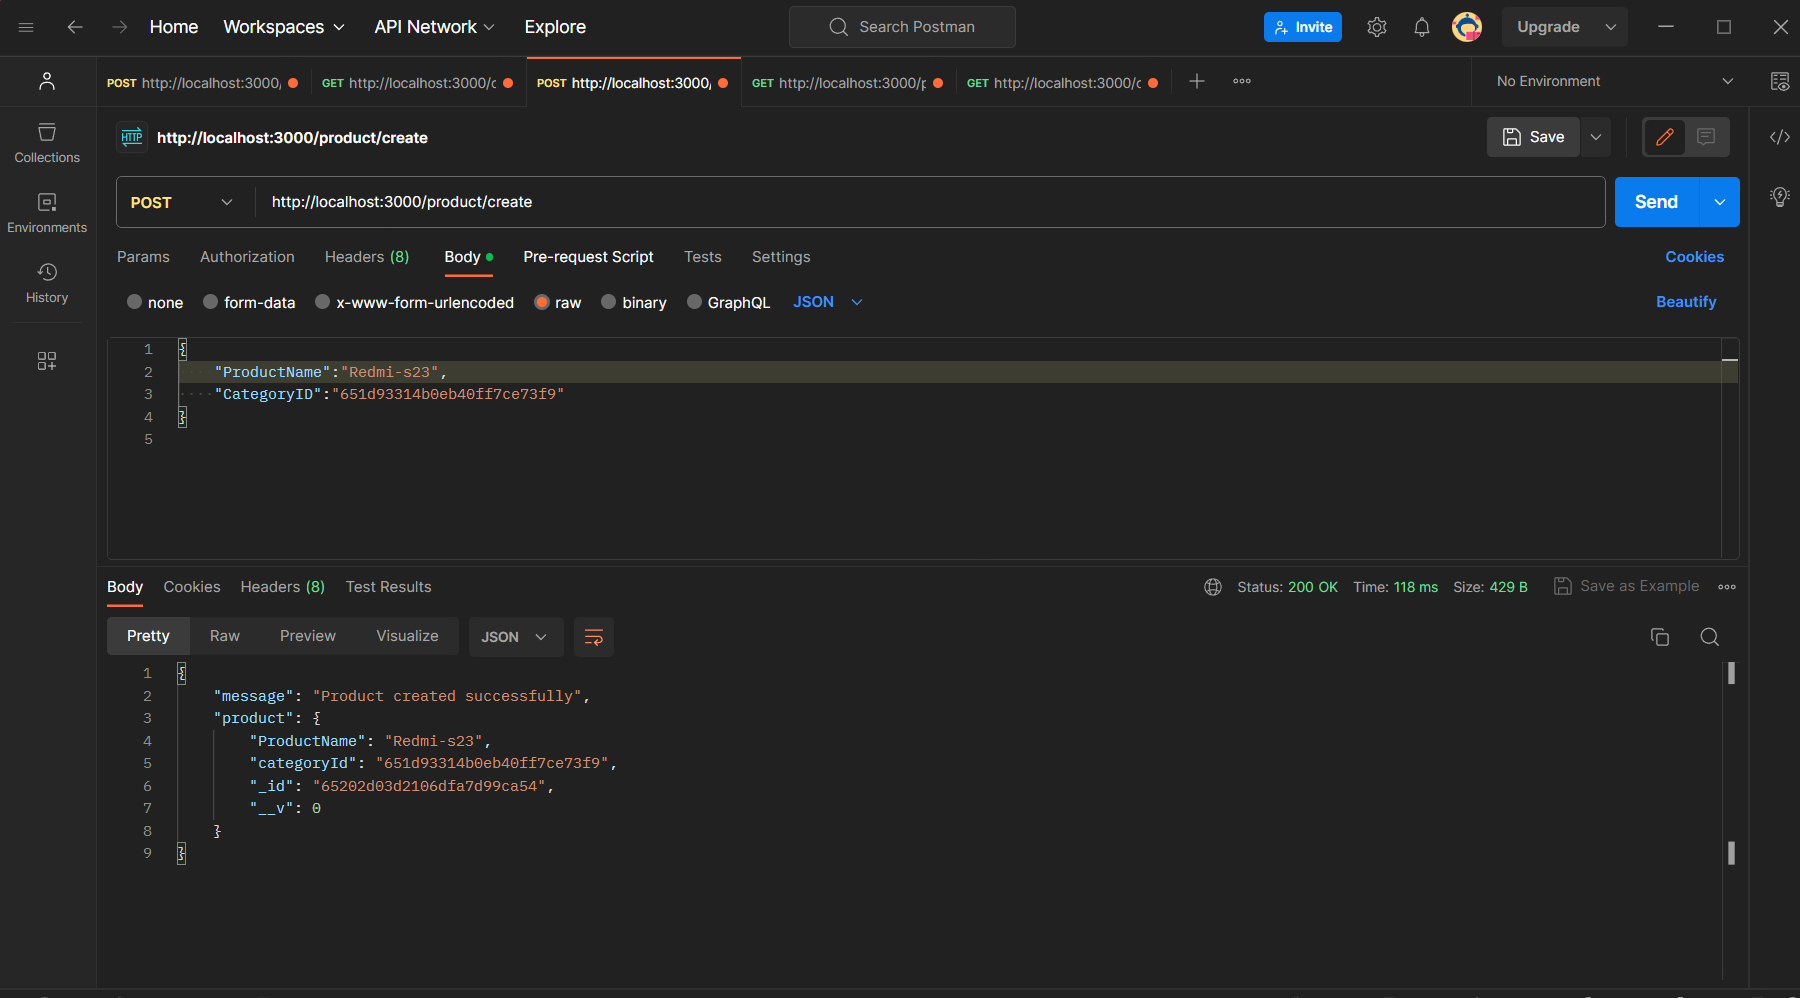 Home Workspaces API Network Explore Search Postman Invite Upgrade
POST http://localhost:3000/ GET http://localhost:3000/c POST http://localhost:3000/ GET http://localhost:3000/p GET http://localhost:3000/c No Environment
HTTP http://localhost:3000/product/create Save
Collections
Environments
History
POST http://localhost:3000/product/create Send
Params Authorization Headers (8) Body Pre-request Script Tests Settings Cookies
none form-data x-www-form-urlencoded raw binary GraphQL JSON Beautify
1 {
2 "ProductName":"Redmi-s23",
3 "CategoryID":"651d93314b0eb40ff7ce73f9"
4 }
5
Body Cookies Headers (8) Test Results Status: 200 OK Time: 118 ms Size: 429 B Save as Example
Pretty Raw Preview Visualize JSON
1 {
2 "message": "Product created successfully",
3 "product": {
4 "ProductName": "Redmi-s23",
5 "categoryId": "651d93314b0eb40ff7ce73f9",
6 "_id": "65202d03d2106dfa7d99ca54",
7 "__v": 0
8 }
9 }